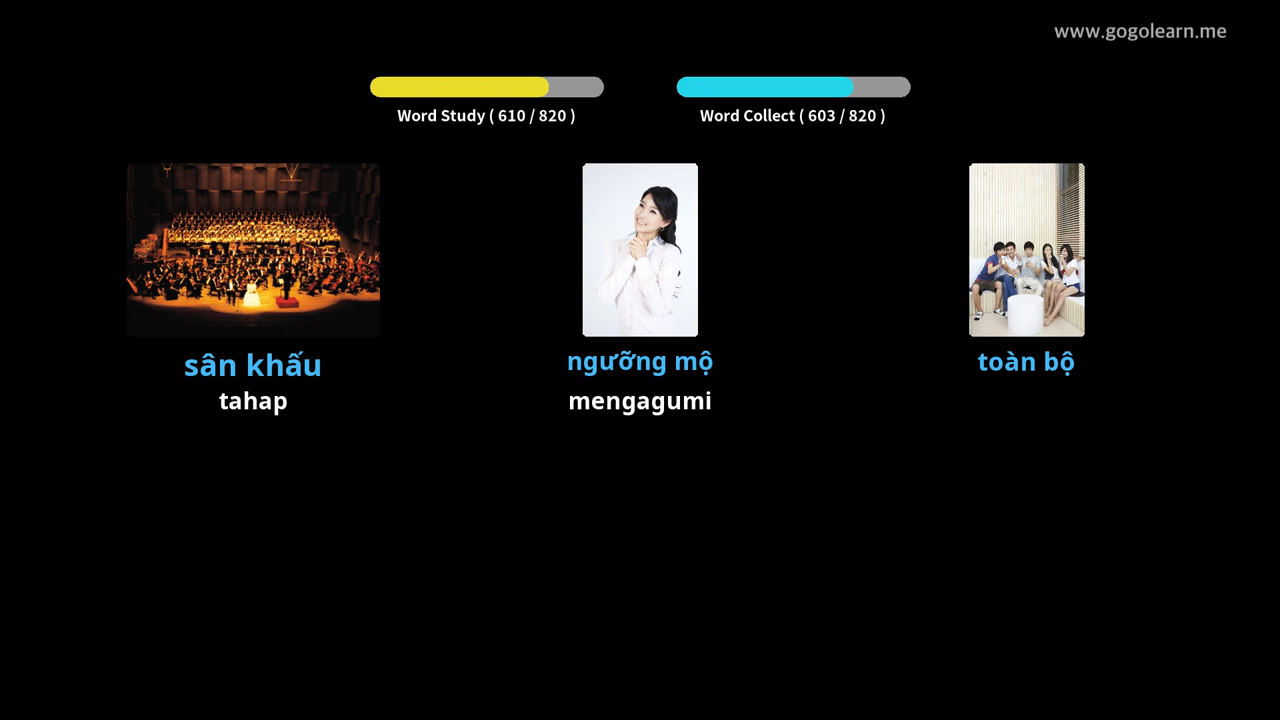 www.gogolearn.me
Word Study ( 610 / 820 )
Word Collect ( 603 / 820 )
sân khấu
tahap
ngưỡng mộ
mengagumi
toàn bộ